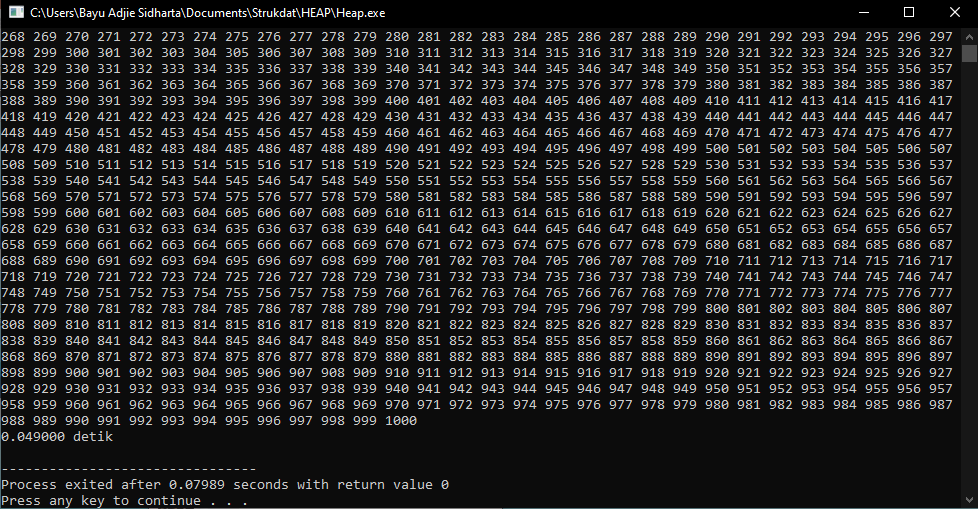 C:\Users\Bayu Adjie Sidharta\Documents\Strukdat\HEAP\Heap.exe
268 269 270 271 272 273 274 275 276 277 278 279 280 281 282 283 284 285 286 287 288 289 290 291 292 293 294 295 296 297
298 299 300 301 302 303 304 305 306 307 308 309 310 311 312 313 314 315 316 317 318 319 320 321 322 323 324 325 326 327
328 329 330 331 332 333 334 335 336 337 338 339 340 341 342 343 344 345 346 347 348 349 350 351 352 353 354 355 356 357
358 359 360 361 362 363 364 365 366 367 368 369 370 371 372 373 374 375 376 377 378 379 380 381 382 383 384 385 386 387
388 389 390 391 392 393 394 395 396 397 398 399 400 401 402 403 404 405 406 407 408 409 410 411 412 413 414 415 416 417
418 419 420 421 422 423 424 425 426 427 428 429 430 431 432 433 434 435 436 437 438 439 440 441 442 443 444 445 446 447
448 449 450 451 452 453 454 455 456 457 458 459 460 461 462 463 464 465 466 467 468 469 470 471 472 473 474 475 476 477
478 479 480 481 482 483 484 485 486 487 488 489 490 491 492 493 494 495 496 497 498 499 500 501 502 503 504 505 506 507
508 509 510 511 512 513 514 515 516 517 518 519 520 521 522 523 524 525 526 527 528 529 530 531 532 533 534 535 536 537
538 539 540 541 542 543 544 545 546 547 548 549 550 551 552 553 554 555 556 557 558 559 560 561 562 563 564 565 566 567
568 569 570 571 572 573 574 575 576 577 578 579 580 581 582 583 584 585 586 587 588 589 590 591 592 593 594 595 596 597
598 599 600 601 602 603 604 605 606 607 608 609 610 611 612 613 614 615 616 617 618 619 620 621 622 623 624 625 626 627
628 629 630 631 632 633 634 635 636 637 638 639 640 641 642 643 644 645 646 647 648 649 650 651 652 653 654 655 656 657
658 659 660 661 662 663 664 665 666 667 668 669 670 671 672 673 674 675 676 677 678 679 680 681 682 683 684 685 686 687
688 689 690 691 692 693 694 695 696 697 698 699 700 701 702 703 704 705 706 707 708 709 710 711 712 713 714 715 716 717
718 719 720 721 722 723 724 725 726 727 728 729 730 731 732 733 734 735 736 737 738 739 740 741 742 743 744 745 746 747
748 749 750 751 752 753 754 755 756 757 758 759 760 761 762 763 764 765 766 767 768 769 770 771 772 773 774 775 776 777
778 779 780 781 782 783 784 785 786 787 788 789 790 791 792 793 794 795 796 797 798 799 800 801 802 803 804 805 806 807
808 809 810 811 812 813 814 815 816 817 818 819 820 821 822 823 824 825 826 827 828 829 830 831 832 833 834 835 836 837
838 839 840 841 842 843 844 845 846 847 848 849 850 851 852 853 854 855 856 857 858 859 860 861 862 863 864 865 866 867
868 869 870 871 872 873 874 875 876 877 878 879 880 881 882 883 884 885 886 887 888 889 890 891 892 893 894 895 896 897
898 899 900 901 902 903 904 905 906 907 908 909 910 911 912 913 914 915 916 917 918 919 920 921 922 923 924 925 926 927
928 929 930 931 932 933 934 935 936 937 938 939 940 941 942 943 944 945 946 947 948 949 950 951 952 953 954 955 956 957
958 959 960 961 962 963 964 965 966 967 968 969 970 971 972 973 974 975 976 977 978 979 980 981 982 983 984 985 986 987
988 989 990 991 992 993 994 995 996 997 998 999 1000
0.049000 detik
--------------------------------
Process exited after 0.07989 seconds with return value 0
Press any key to continue . . .